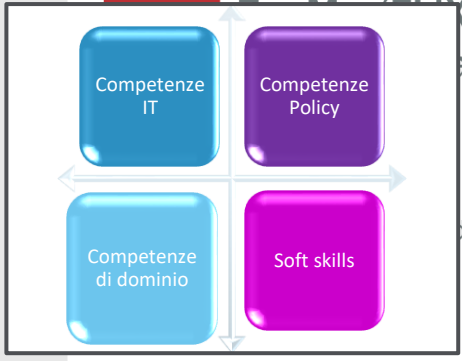 Competenze
IT
Competenze
Policy
Competenze
di dominio
Soft skills